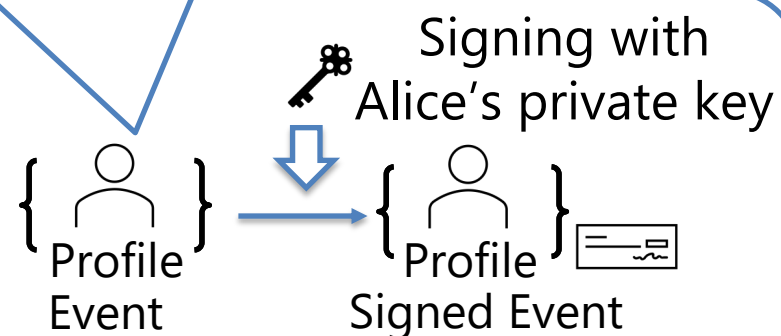 Signing with
Alice’s private key
{ }
{ }
Profile
Event
Profile
Signed Event